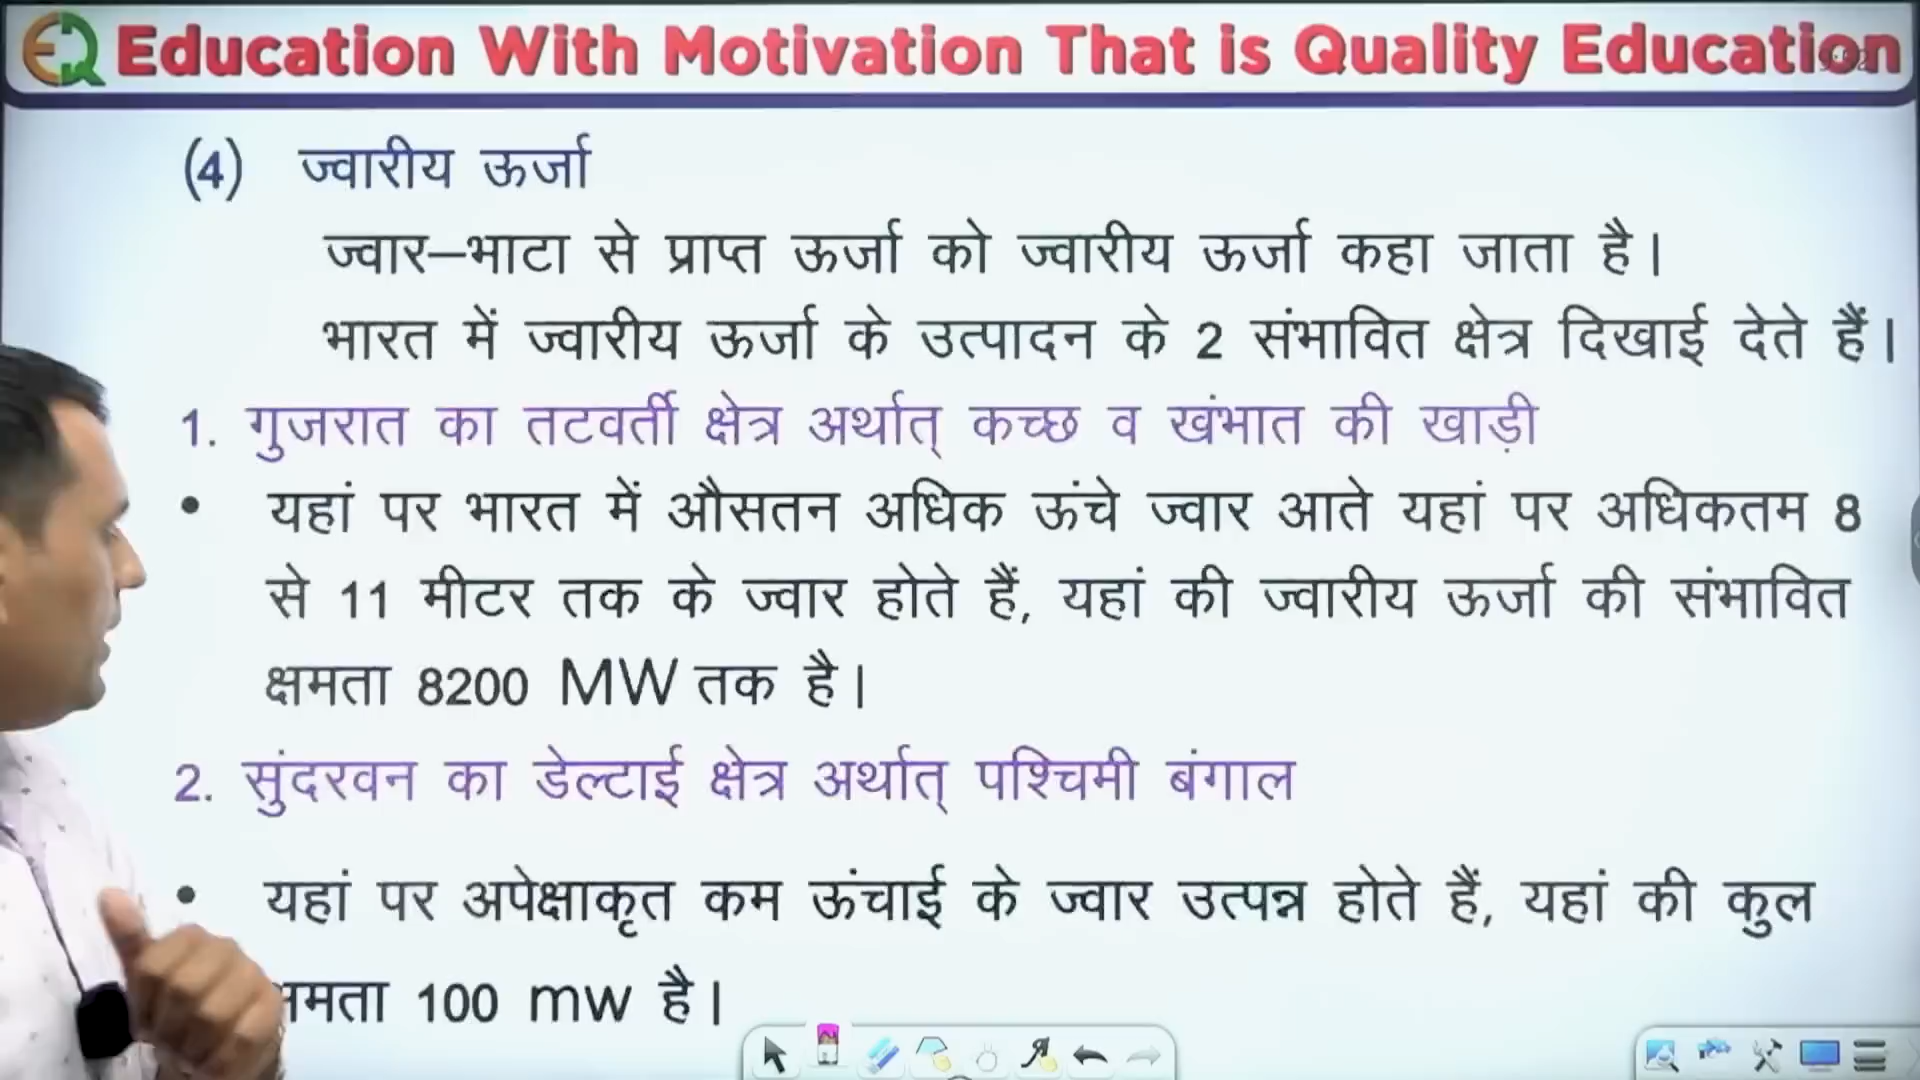 Education With Motivation That is Quality Education
(4) ज्वारीय ऊर्जा
ज्वार–भाटा से प्राप्त ऊर्जा को ज्वारीय ऊर्जा कहा जाता है।
भारत में ज्वारीय ऊर्जा के उत्पादन के 2 संभावित क्षेत्र दिखाई देते हैं।
1. गुजरात का तटवर्ती क्षेत्र अर्थात् कच्छ व खंभात की खाड़ी
• यहां पर भारत में औसतन अधिक ऊंचे ज्वार आते यहां पर अधिकतम 8
से 11 मीटर तक के ज्वार होते हैं, यहां की ज्वारीय ऊर्जा की संभावित
क्षमता 8200 MW तक है।
2. सुंदरवन का डेल्टाई क्षेत्र अर्थात् पश्चिमी बंगाल
• यहां पर अपेक्षाकृत कम ऊंचाई के ज्वार उत्पन्न होते हैं, यहां की कुल
क्षमता 100 mw है।